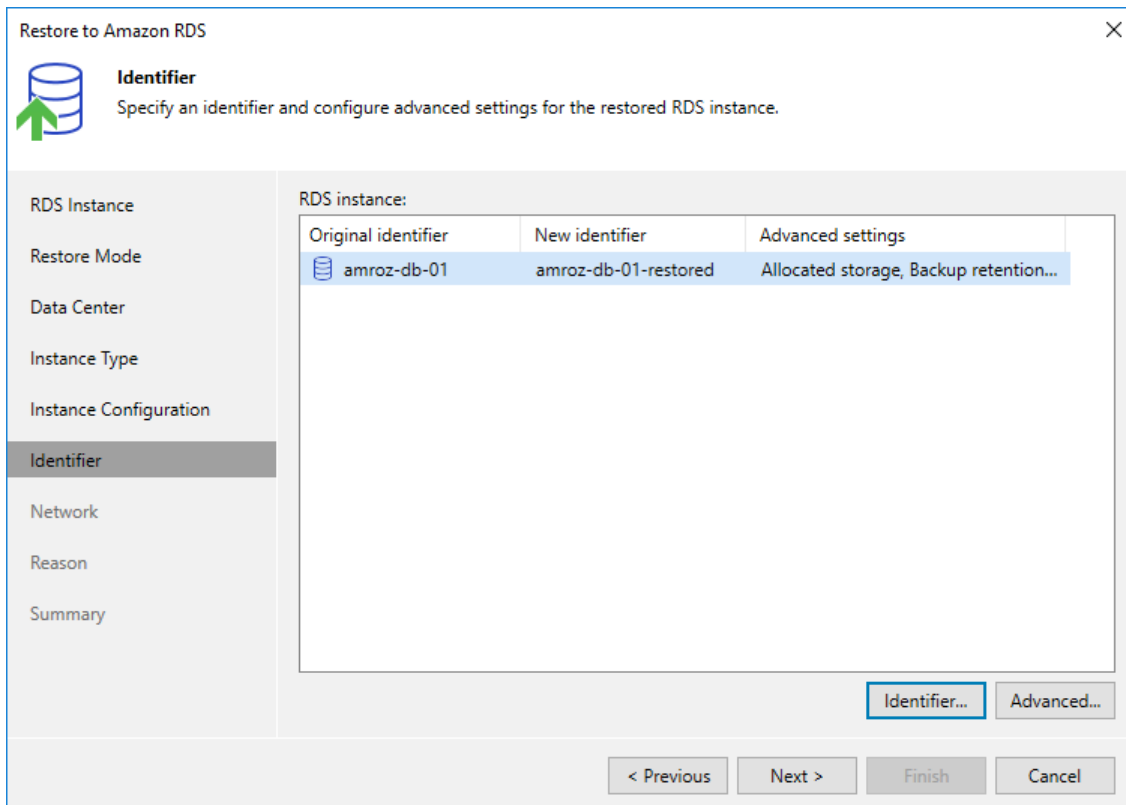 Restore to Amazon RDS
Identifier
Specify an identifier and configure advanced settings for the restored RDS instance.
RDS Instance
Restore Mode
Data Center
Instance Type
Instance Configuration
Identifier
Network
Reason
Summary
RDS instance:
Original identifier New identifier Advanced settings
amroz-db-01 amroz-db-01-restored Allocated storage, Backup retention...
Identifier... Advanced...
< Previous Next > Finish Cancel